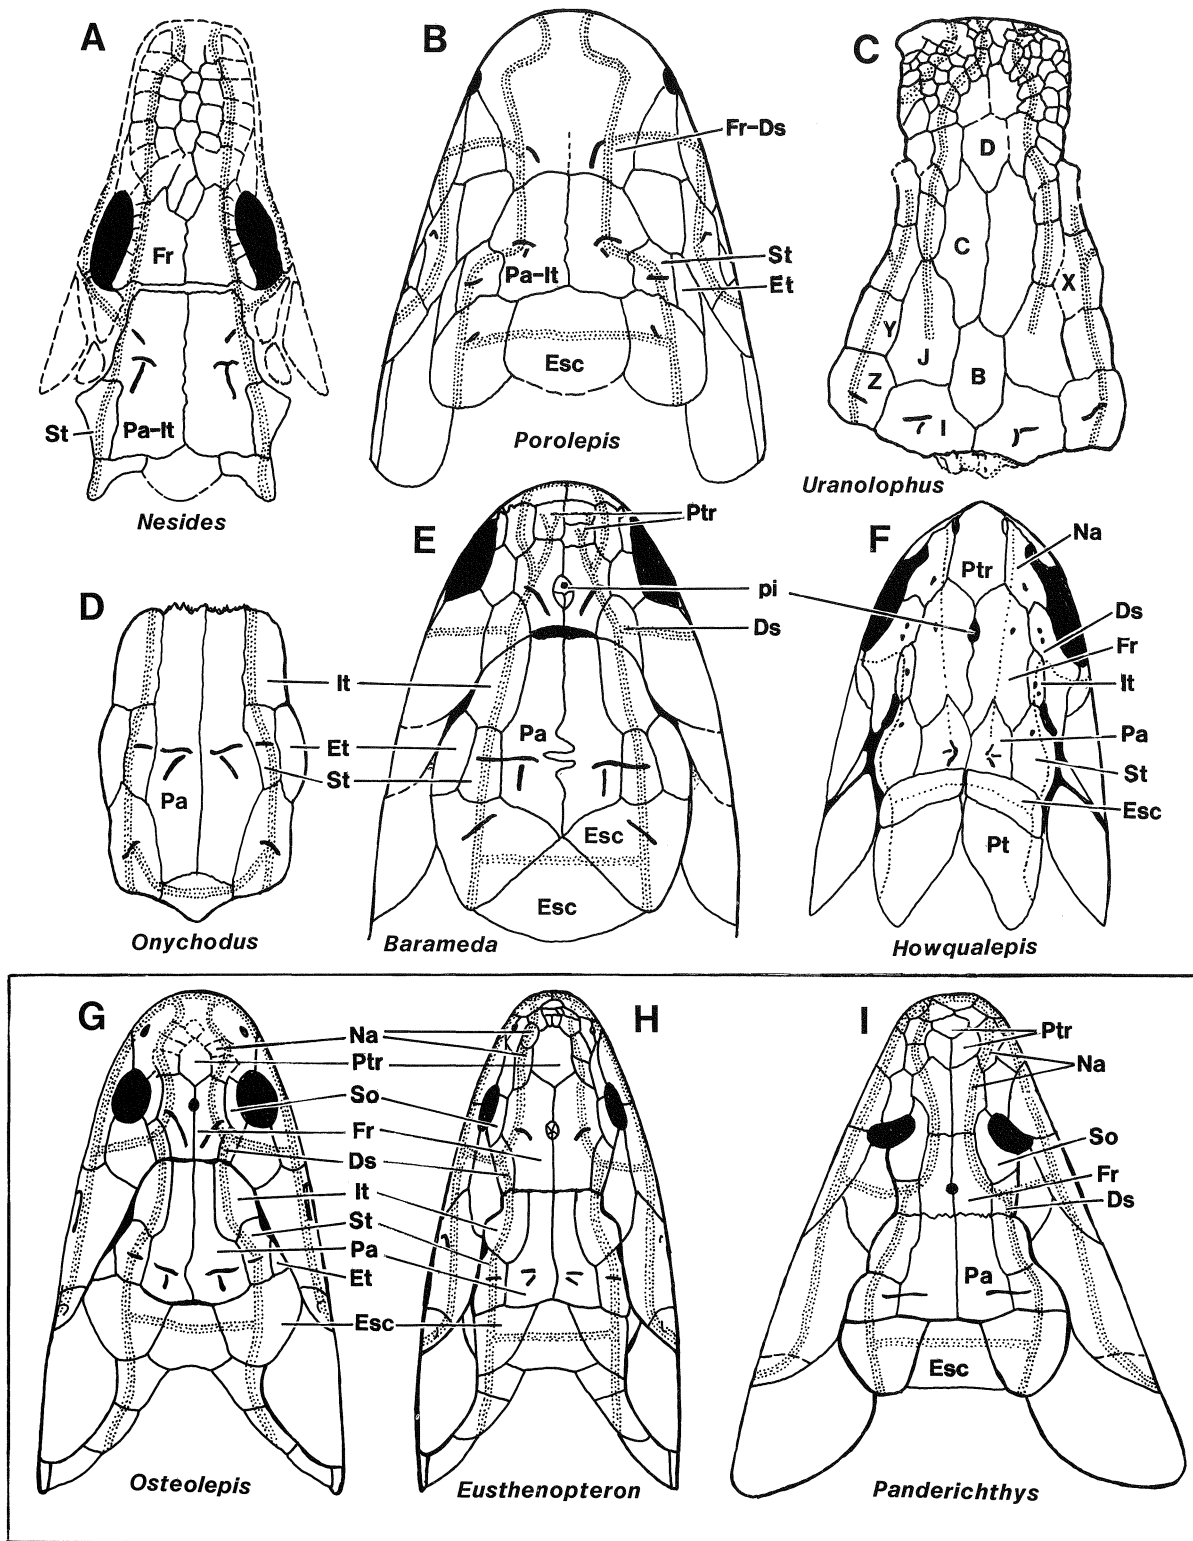 A
Fr
St
Pa-It
Nesides
B
Fr-Ds
St
Et
Pa-It
Esc
Porolepis
C
D
C
X
Y
J
Z
B
I
Uranolophus
D
Pa
Onychodus
E
Ptr
pi
Ds
It
Pa
Et
St
Esc
Esc
Barameda
F
Na
Ptr
Ds
Fr
It
Pa
St
Esc
Pt
Howqualepis
G
Na
Ptr
So
Fr
Ds
It
St
Pa
Et
Esc
Osteolepis
H
Eusthenopteron
I
Ptr
Na
So
Fr
Ds
Pa
Esc
Panderichthys